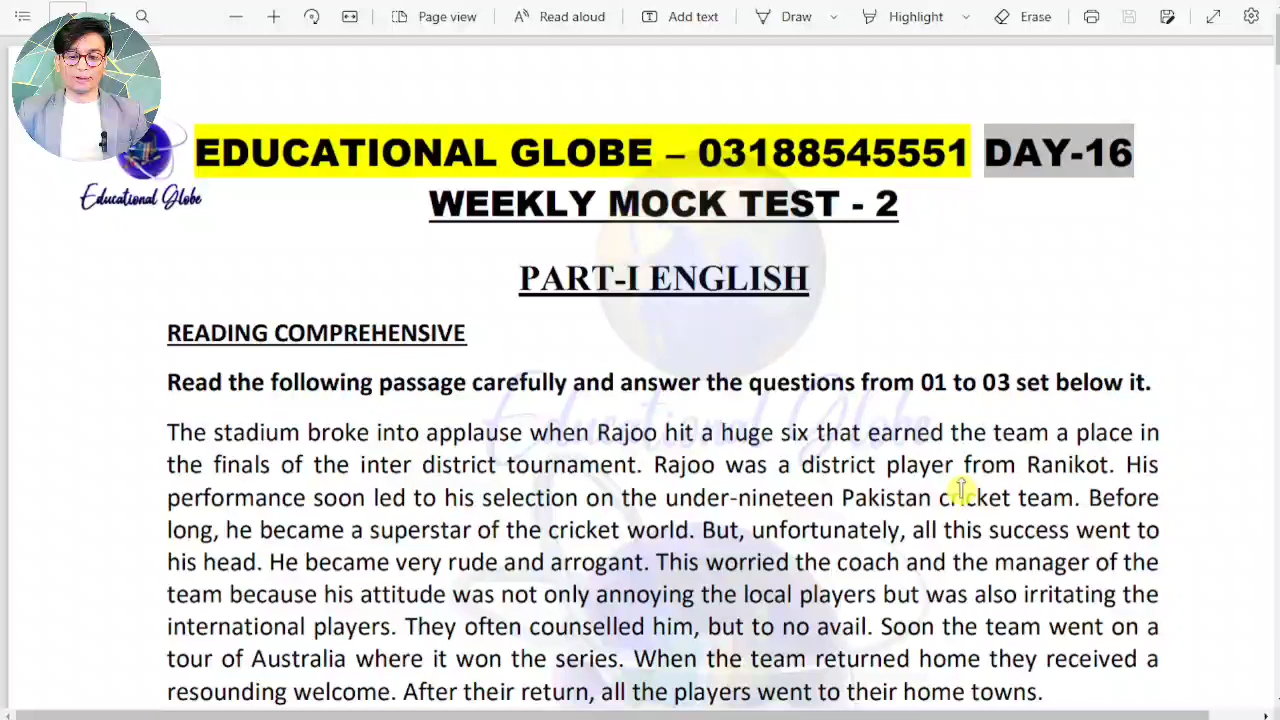 Page view
Read aloud
Add text
Draw
Highlight
Erase
EDUCATIONAL GLOBE – 03188545551 DAY-16
Educational Globe
WEEKLY MOCK TEST - 2
PART-I ENGLISH
READING COMPREHENSIVE
Read the following passage carefully and answer the questions from 01 to 03 set below it.
Educational Globe
The stadium broke into applause when Rajoo hit a huge six that earned the team a place in
the finals of the inter district tournament. Rajoo was a district player from Ranikot. His
performance soon led to his selection on the under-nineteen Pakistan cricket team. Before
long, he became a superstar of the cricket world. But, unfortunately, all this success went to
his head. He became very rude and arrogant. This worried the coach and the manager of the
team because his attitude was not only annoying the local players but was also irritating the
international players. They often counselled him, but to no avail. Soon the team went on a
tour of Australia where it won the series. When the team returned home they received a
resounding welcome. After their return, all the players went to their home towns.